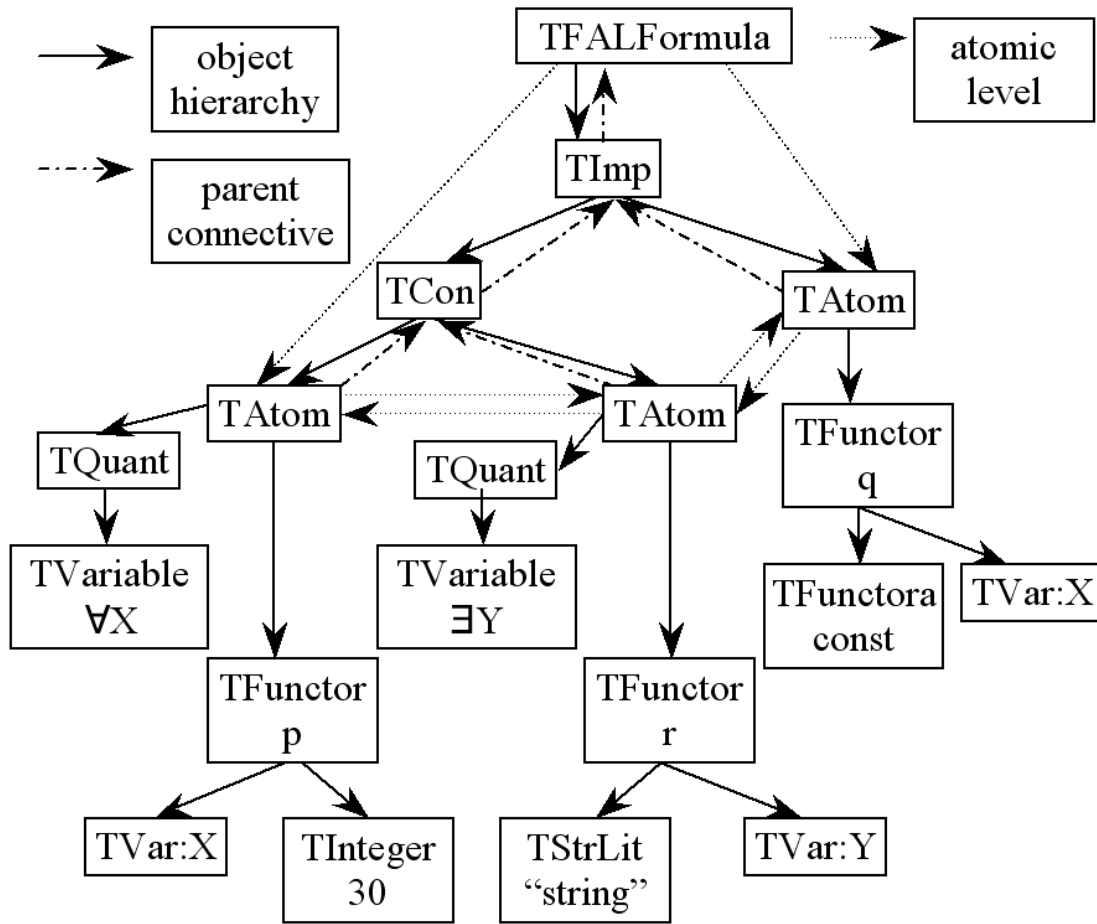 TFALFormula
object
hierarchy
atomic
level
TImp
parent
connective
TCon
TAtom
TAtom
TAtom
TQuant
TQuant
TFunctor
q
TVariable
∀X
TVariable
∃Y
TFunctora
const
TVar:X
TFunctor
p
TFunctor
r
TVar:X
TInteger
30
TStrLit
“string”
TVar:Y